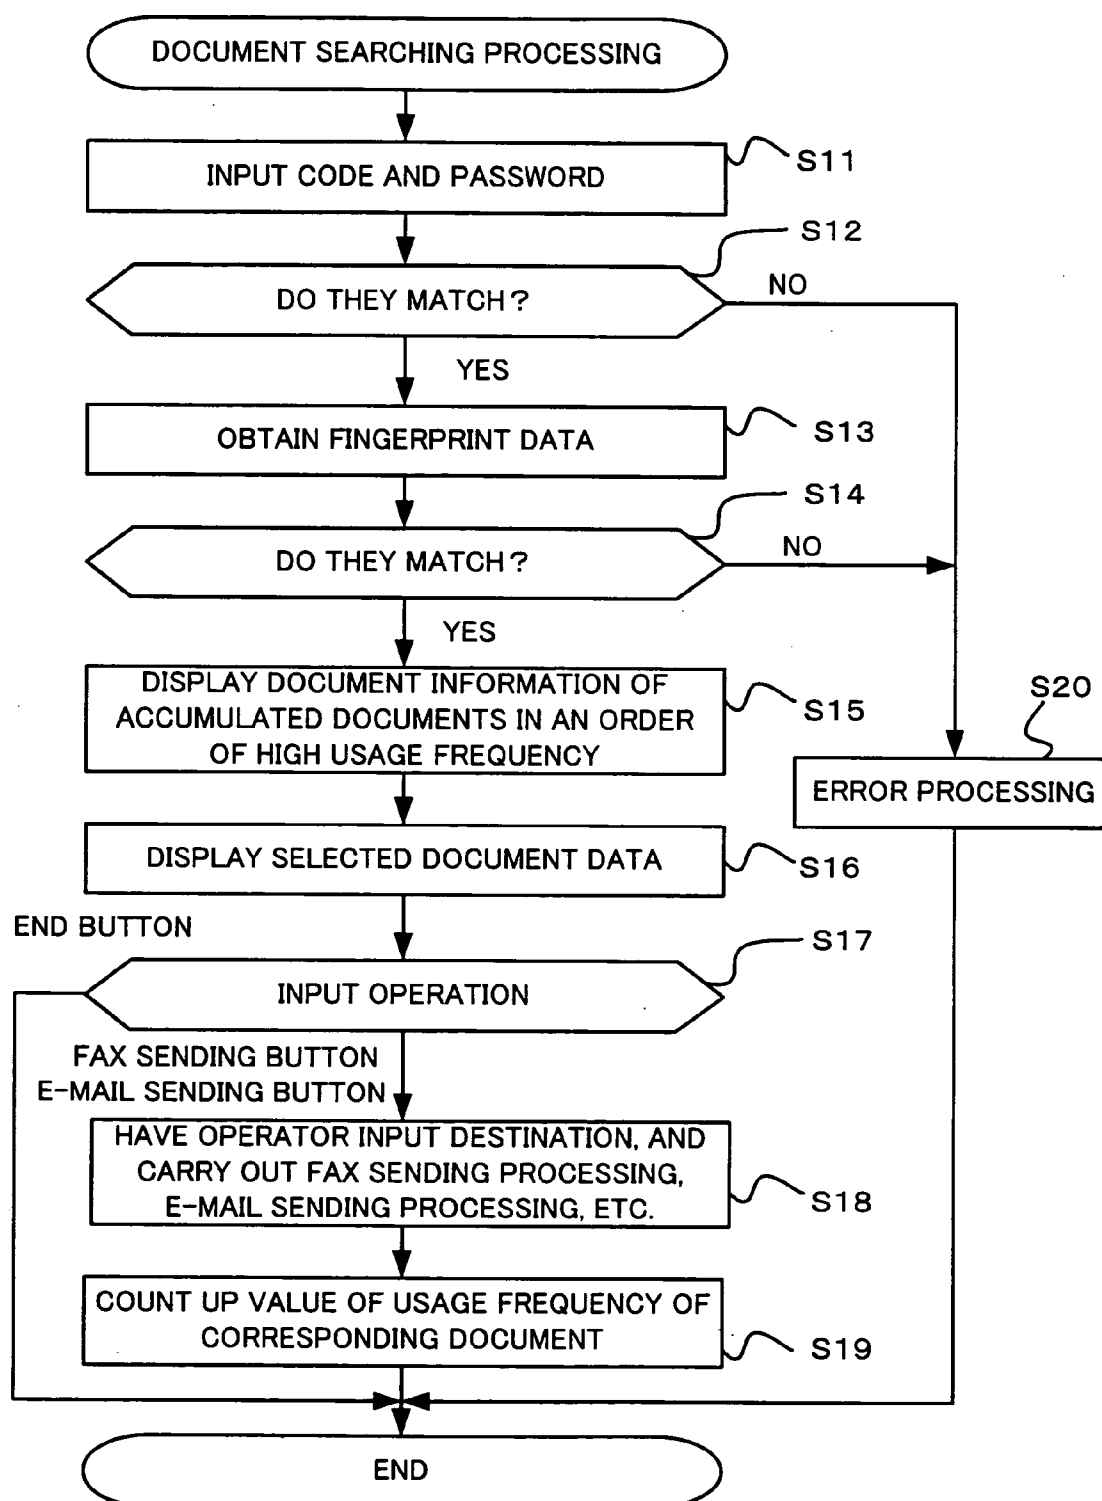 DOCUMENT SEARCHING PROCESSING
INPUT CODE AND PASSWORD
S11
S12
DO THEY MATCH?
NO
YES
OBTAIN FINGERPRINT DATA
S13
S14
DO THEY MATCH?
NO
YES
DISPLAY DOCUMENT INFORMATION OF
ACCUMULATED DOCUMENTS IN AN ORDER
OF HIGH USAGE FREQUENCY
S15
S20
ERROR PROCESSING
DISPLAY SELECTED DOCUMENT DATA
S16
END BUTTON
S17
INPUT OPERATION
FAX SENDING BUTTON
E-MAIL SENDING BUTTON
HAVE OPERATOR INPUT DESTINATION, AND
CARRY OUT FAX SENDING PROCESSING,
E-MAIL SENDING PROCESSING, ETC.
S18
COUNT UP VALUE OF USAGE FREQUENCY OF
CORRESPONDING DOCUMENT
S19
END